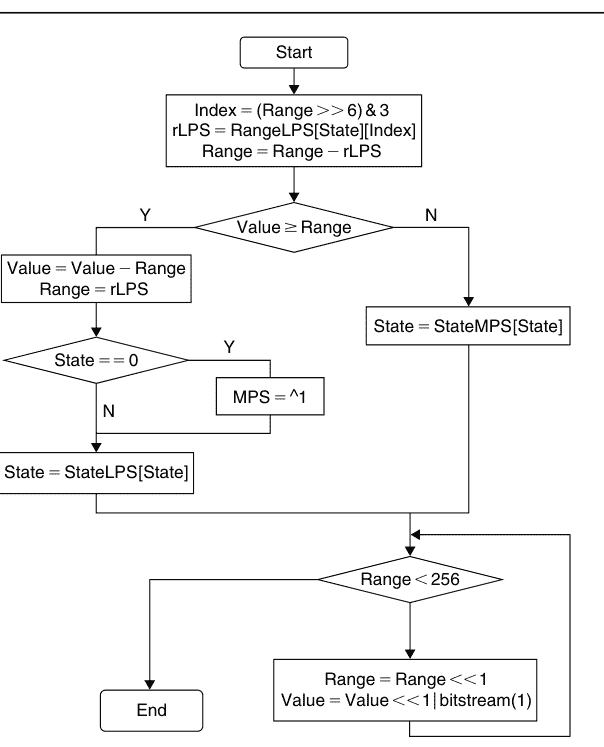 Start
Index = (Range >> 6) & 3
rLPS = RangeLPS[State][Index]
Range = Range − rLPS
Y
N
Value ≥ Range
Value = Value − Range
Range = rLPS
State = StateMPS[State]
State == 0
Y
MPS = ^1
N
State = StateLPS[State]
Range < 256
Range = Range <<1
Value = Value <<1|bitstream(1)
End